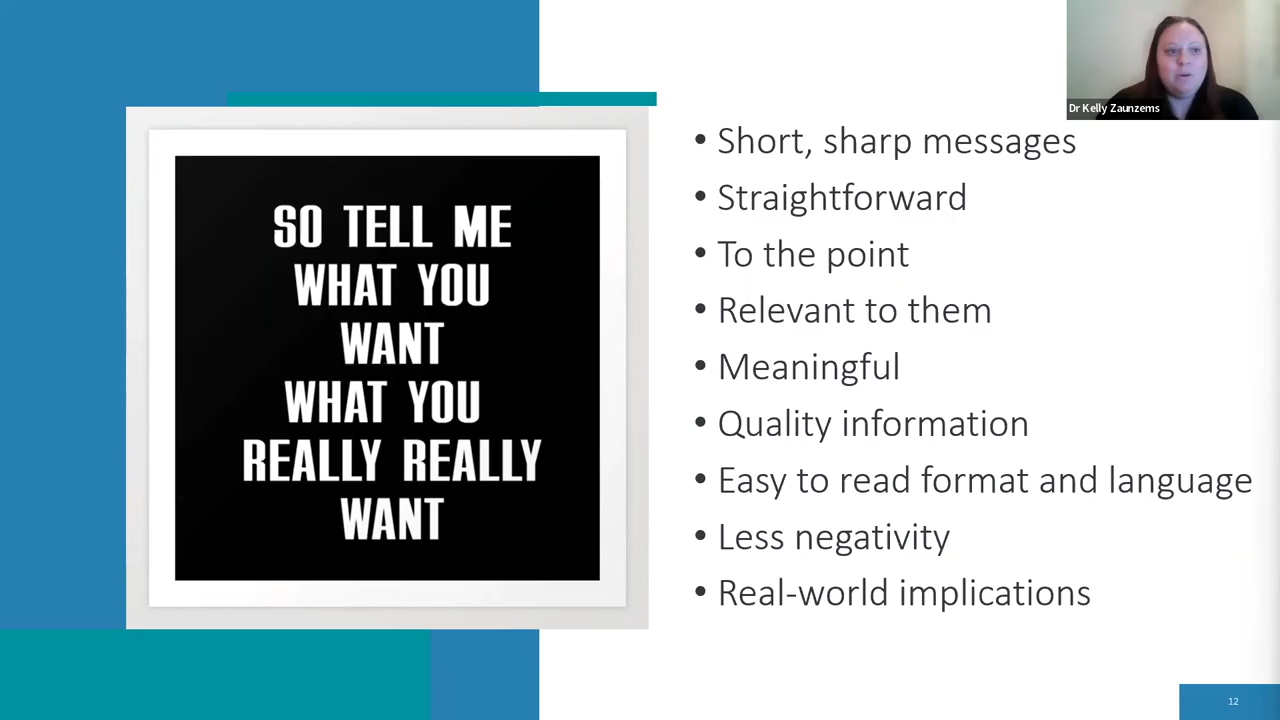 Dr Kelly Zaunzems
SO TELL ME
WHAT YOU
WANT
WHAT YOU
REALLY REALLY
WANT
• Short, sharp messages
• Straightforward
• To the point
• Relevant to them
• Meaningful
• Quality information
• Easy to read format and language
• Less negativity
• Real-world implications
12